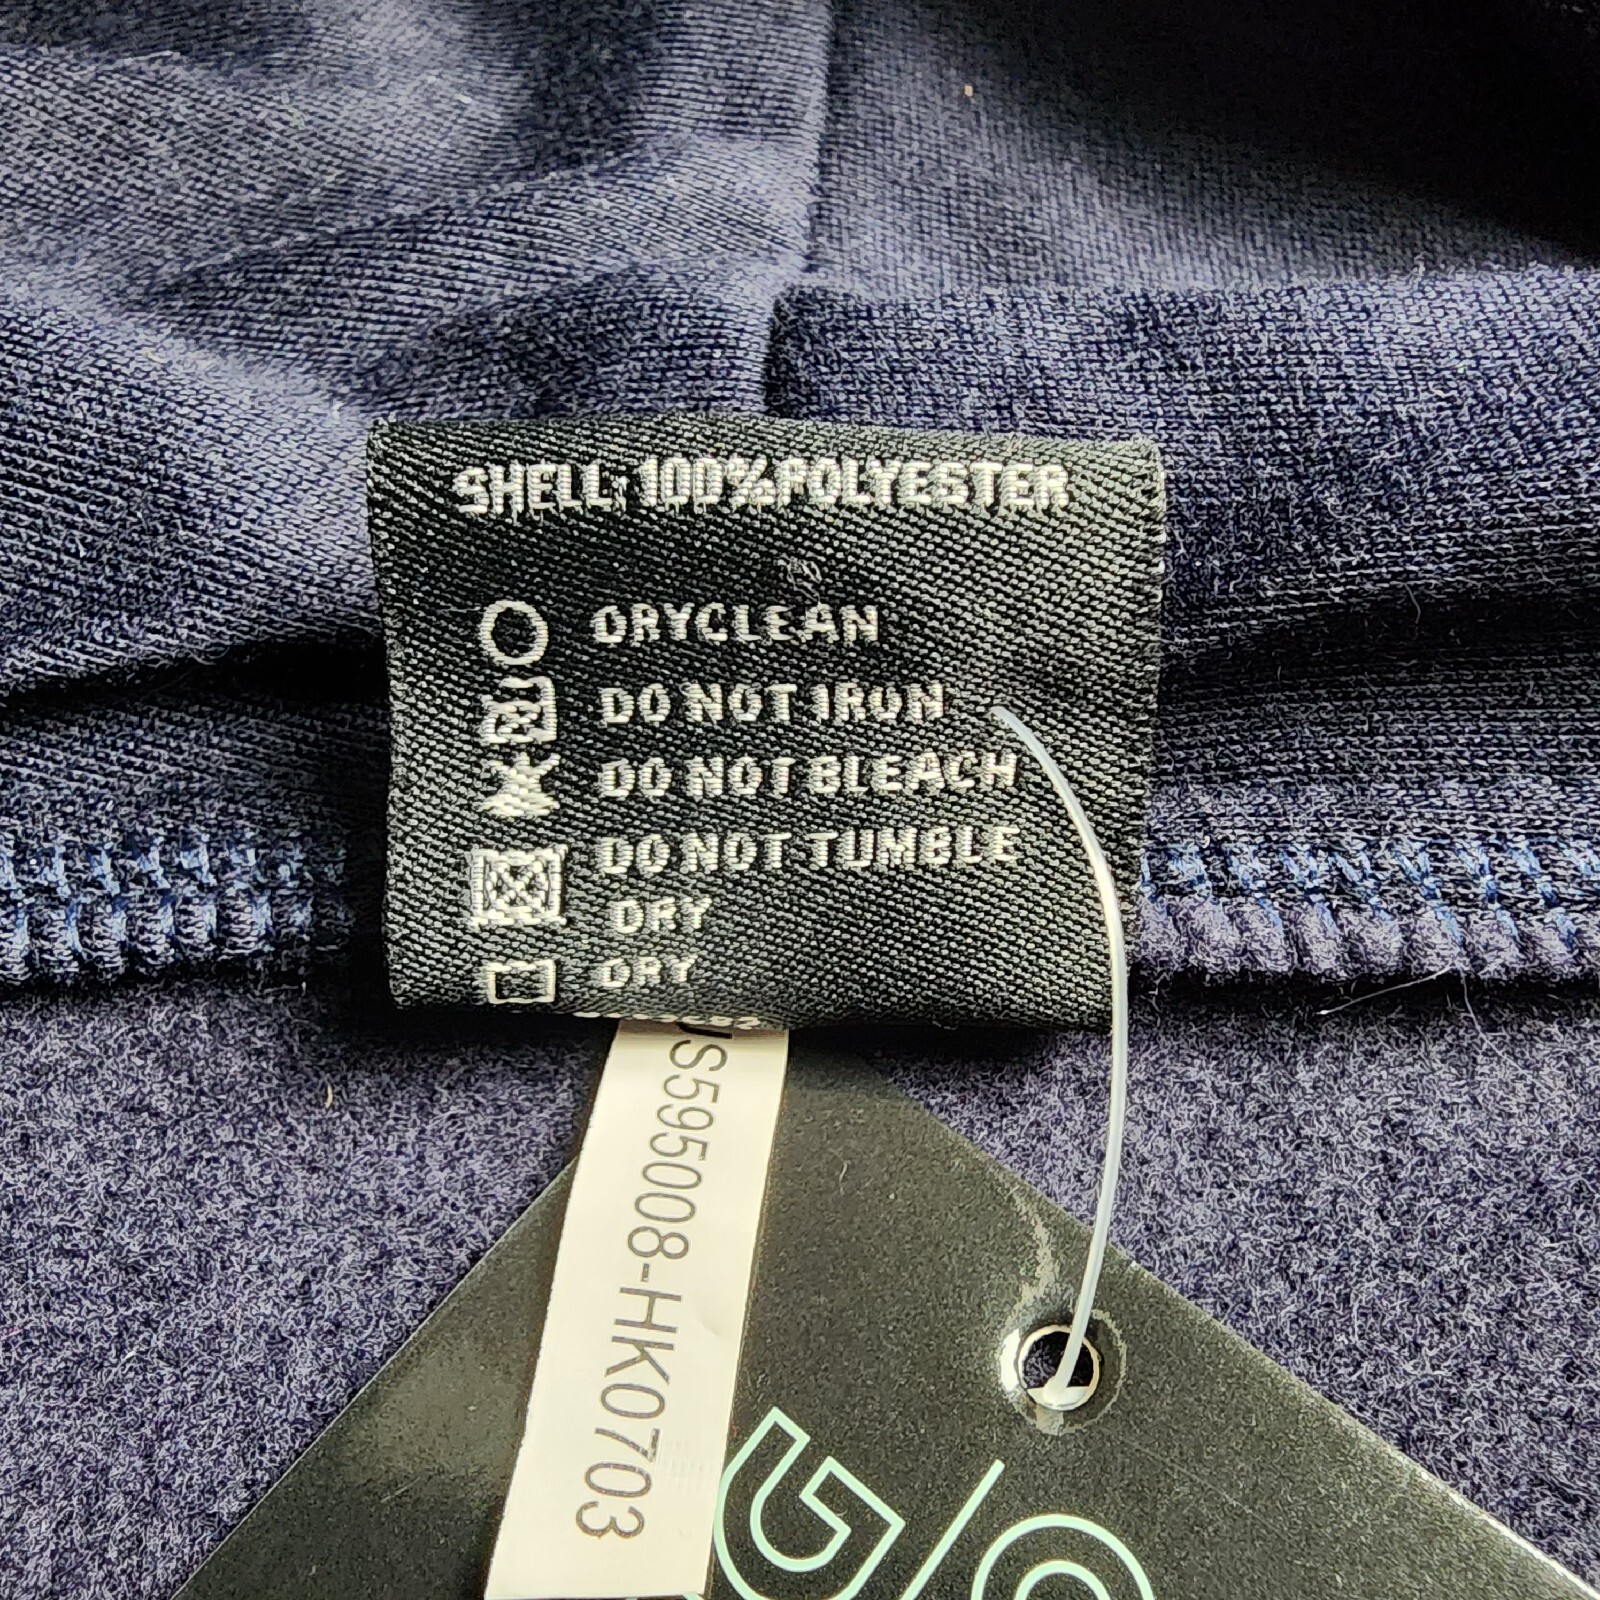 SHELL: 100% POLYESTER
DRYCLEAN
DO NOT IRON
DO NOT BLEACH
DO NOT TUMBLE
DRY
DRY
S595008-HK0703